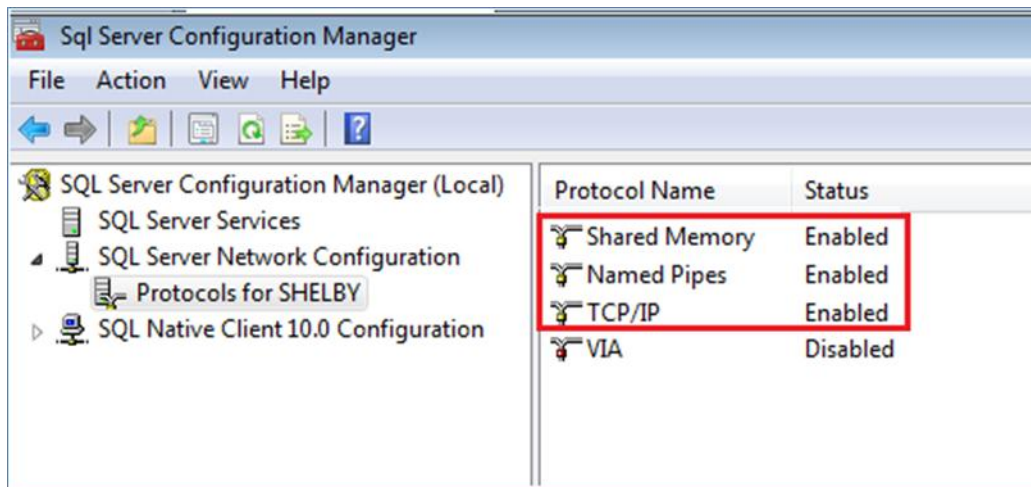 Sql Server Configuration Manager
File Action View Help
SQL Server Configuration Manager (Local)
SQL Server Services
SQL Server Network Configuration
Protocols for SHELBY
SQL Native Client 10.0 Configuration
Protocol Name Status
Shared Memory Enabled
Named Pipes Enabled
TCP/IP Enabled
VIA Disabled